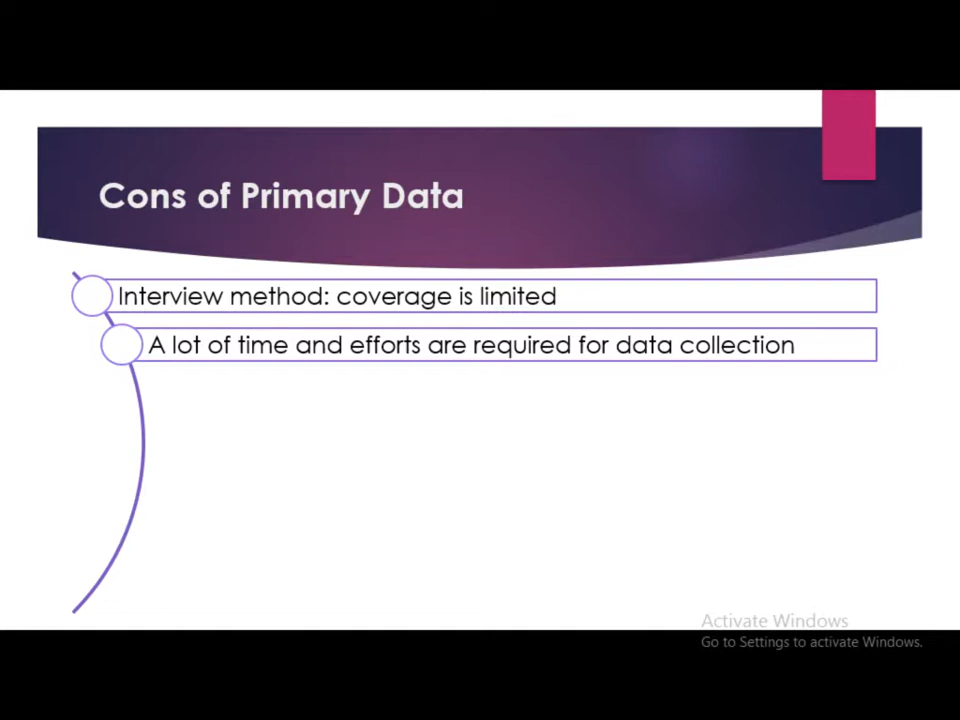 Cons of Primary Data
Interview method: coverage is limited
A lot of time and efforts are required for data collection
Activate Windows
Go to Settings to activate Windows.